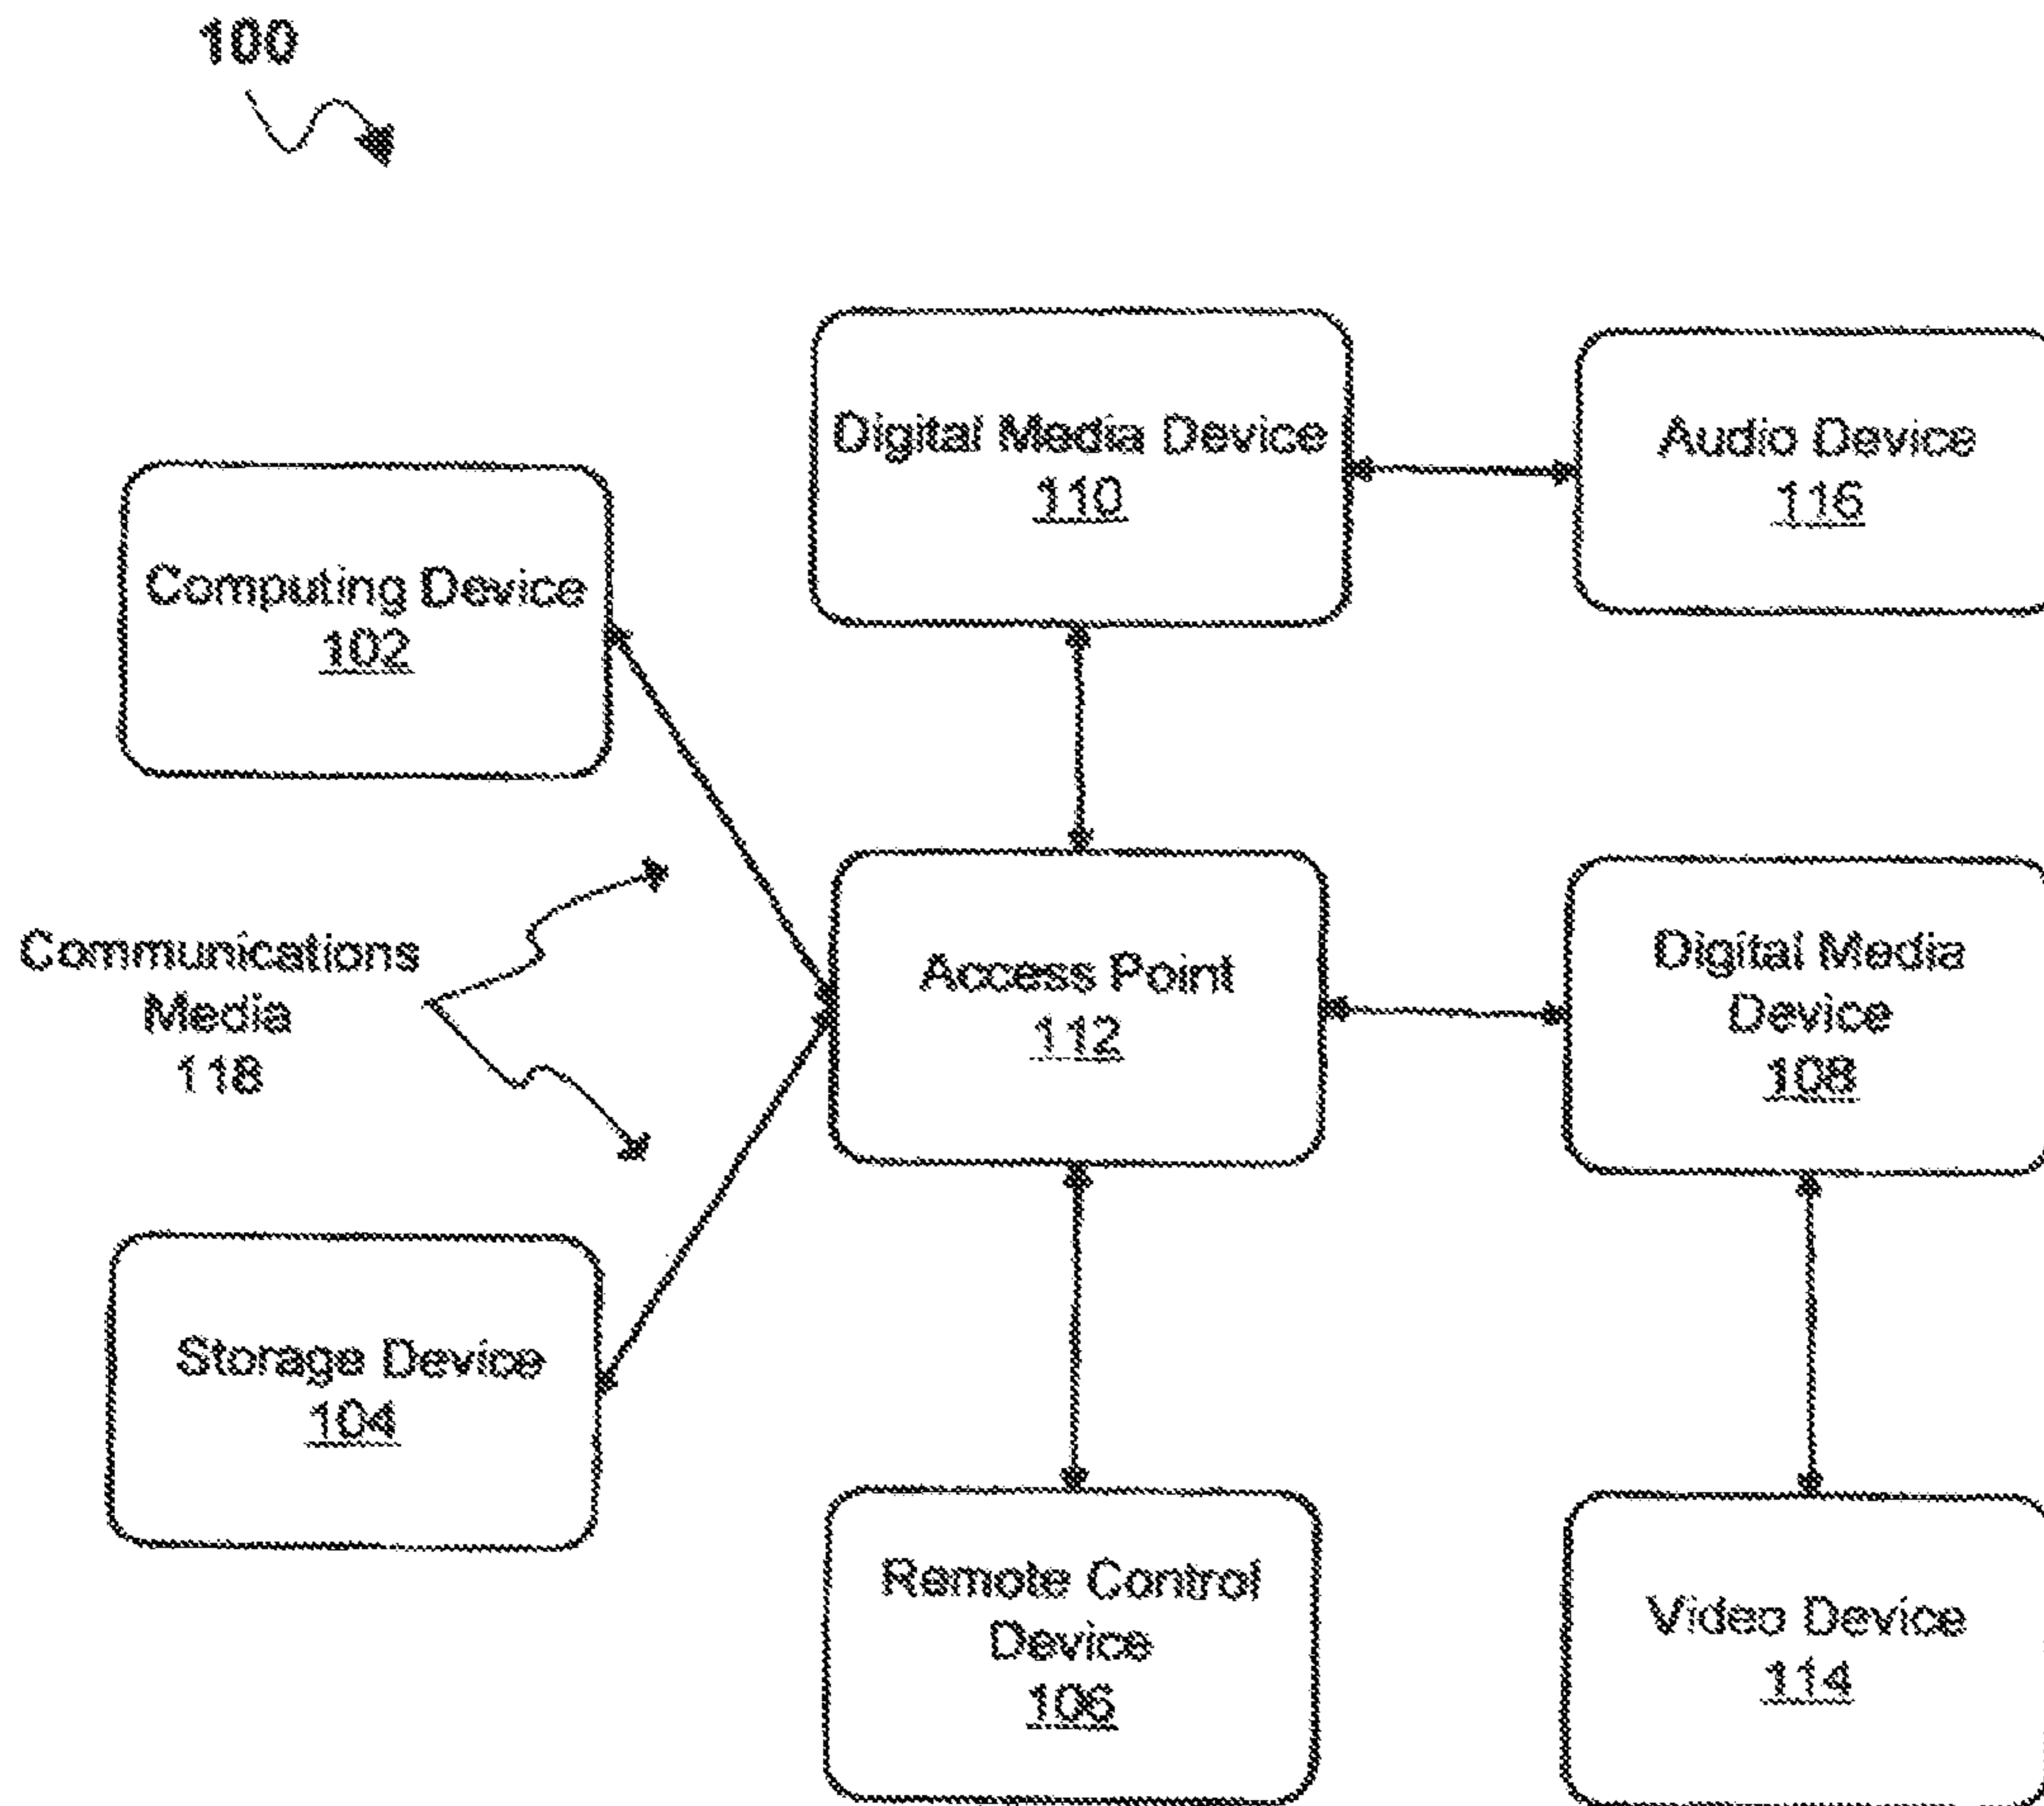 100
Digital Media Device
110
Audio Device
116
Computing Device
102
Communications
Media
118
Access Point
112
Digital Media
Device
108
Storage Device
104
Remote Control
Device
106
Video Device
114